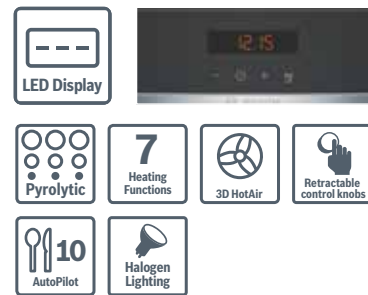 LED Display
12:15
Pyrolytic
7
Heating
Functions
3D HotAir
Retractable
control knobs
10
AutoPilot
Halogen
Lighting